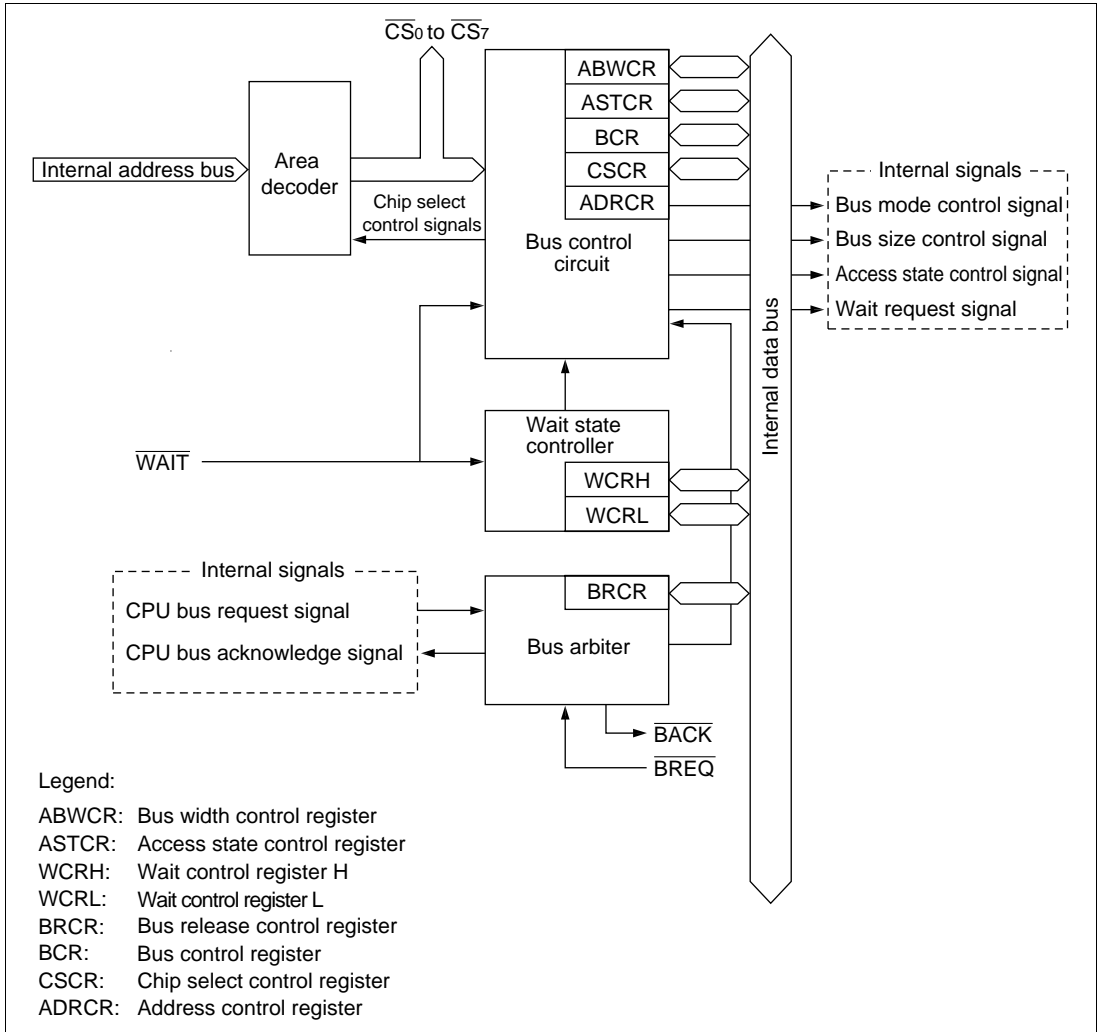 CS0 to CS7
ABWCR
ASTCR
BCR
CSCR
ADRCR
Internal address bus
Area
decoder
Chip select
control signals
Bus control
circuit
Internal signals
Bus mode control signal
Bus size control signal
Access state control signal
Wait request signal
Internal data bus
Wait state
controller
WAIT
WCRH
WCRL
Internal signals
CPU bus request signal
CPU bus acknowledge signal
BRCR
Bus arbiter
BACK
BREQ
Legend:
ABWCR: Bus width control register
ASTCR: Access state control register
WCRH: Wait control register H
WCRL: Wait control register L
BRCR: Bus release control register
BCR: Bus control register
CSCR: Chip select control register
ADRCR: Address control register